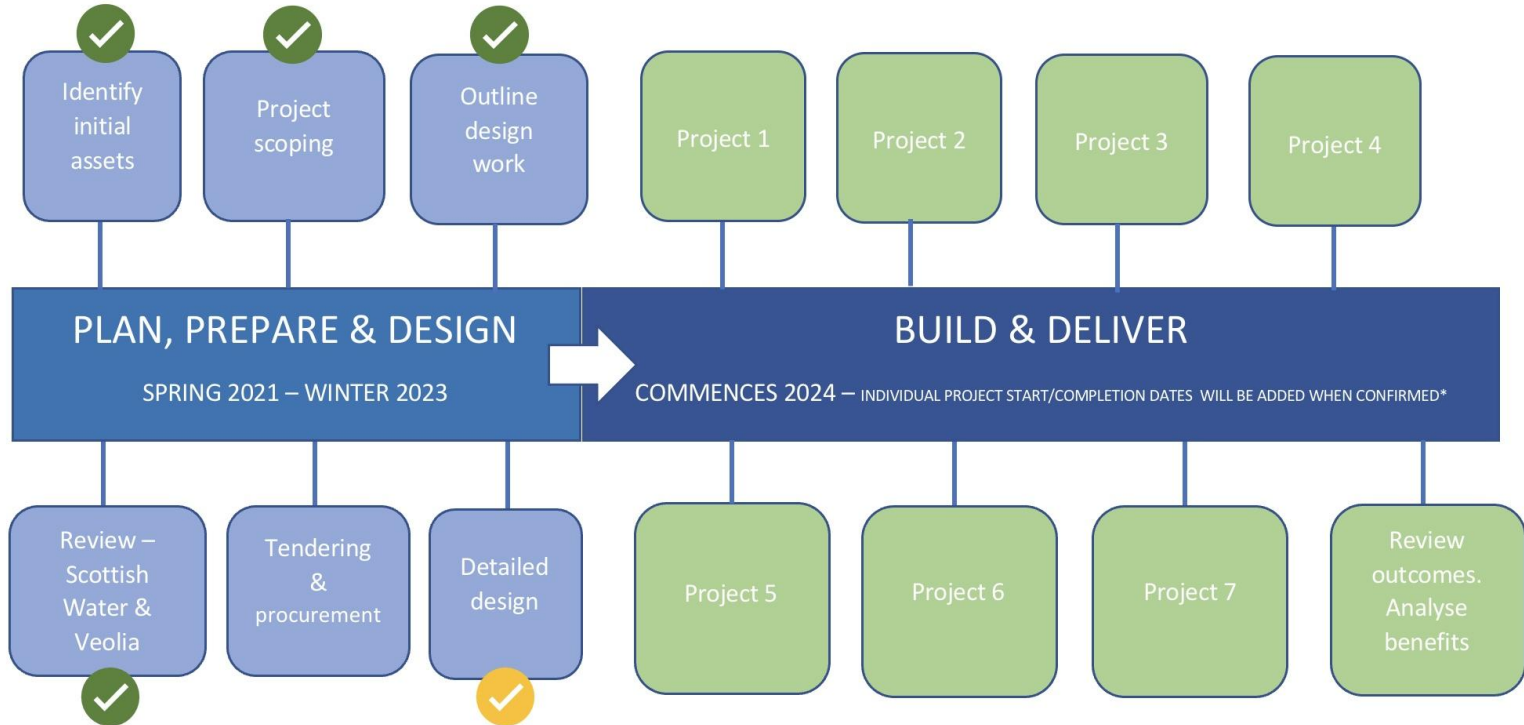 Identify
initial
assets
Project
scoping
Outline
design
work
Project 1
Project 2
Project 3
Project 4
PLAN, PREPARE & DESIGN
SPRING 2021 – WINTER 2023
BUILD & DELIVER
COMMENCES 2024 – INDIVIDUAL PROJECT START/COMPLETION DATES WILL BE ADDED WHEN CONFIRMED*
Review –
Scottish
Water &
Veolia
Tendering
&
procurement
Detailed
design
Project 5
Project 6
Project 7
Review
outcomes.
Analyse
benefits